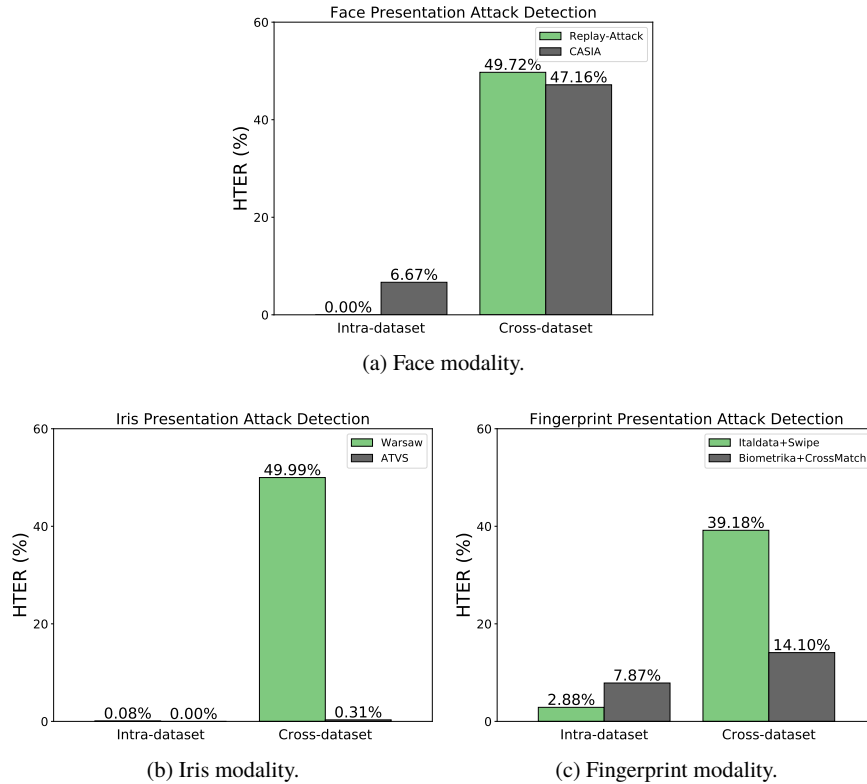 Face Presentation Attack Detection
60
40
20
0
HTER (%)
Replay-Attack
CASIA
49.72%
47.16%
6.67%
0.00%
Intra-dataset
Cross-dataset
(a) Face modality.
Iris Presentation Attack Detection
60
40
20
0
HTER (%)
Warsaw
ATVS
49.99%
0.08%
0.00%
0.31%
Intra-dataset
Cross-dataset
(b) Iris modality.
Fingerprint Presentation Attack Detection
60
40
20
0
HTER (%)
Italdata+Swipe
Biometrika+CrossMatch
39.18%
14.10%
7.87%
2.88%
Intra-dataset
Cross-dataset
(c) Fingerprint modality.